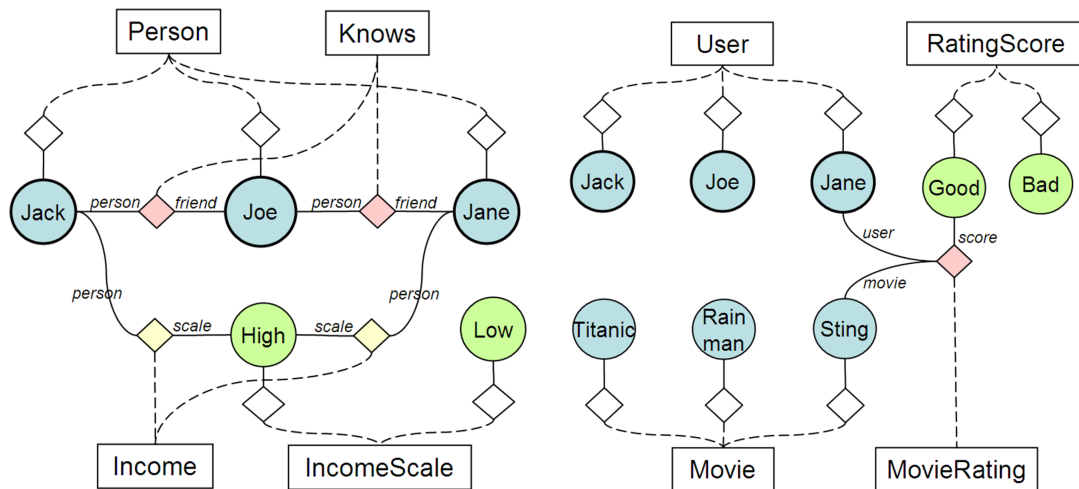 Person
Knows
User
RatingScore
Jack
person
friend
Joe
person
friend
Jane
Jack
Joe
Jane
Good
Bad
user
score
movie
person
person
scale
High
scale
Low
Titanic
Rain
man
Sting
Income
IncomeScale
Movie
MovieRating